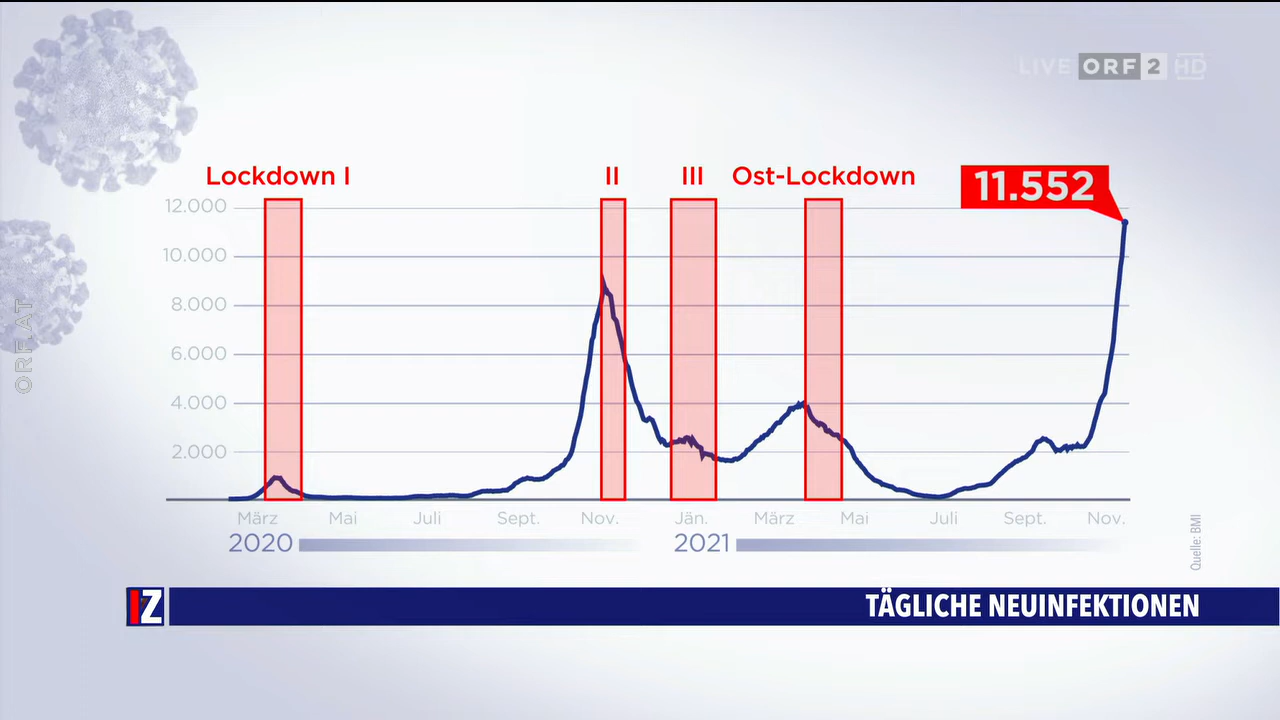 LIVE ORF 2 HD
Lockdown I
II
III
Ost-Lockdown
11.552
12.000
10.000
8.000
6.000
4.000
2.000
März Mai Juli Sept. Nov. Jän. März Mai Juli Sept. Nov.
2020 2021
Quelle: BMI
ORF.AT
IZ
TÄGLICHE NEUINFEKTIONEN